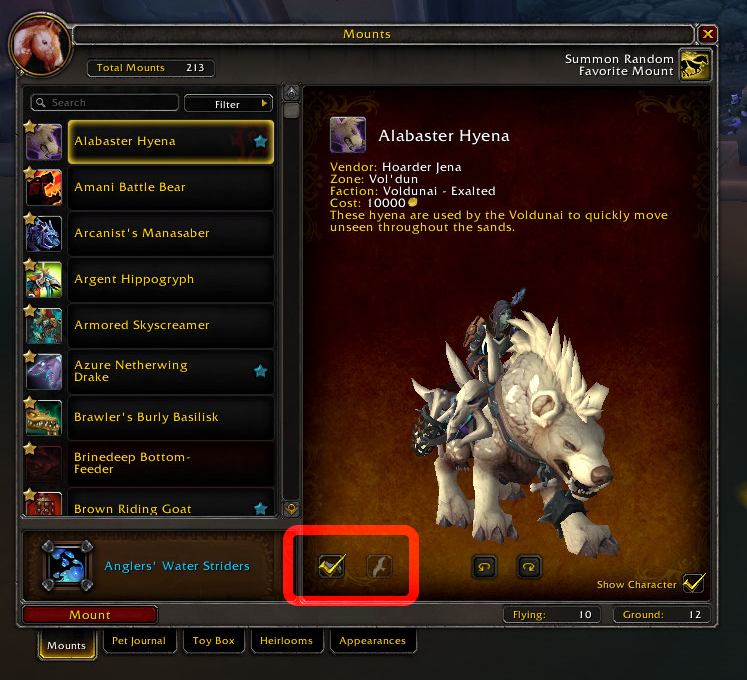 Mounts
Total Mounts 213
Summon Random
Favorite Mount
Search
Filter
Alabaster Hyena
Amani Battle Bear
Arcanist's Manasaber
Argent Hippogryph
Armored Skyscreamer
Azure Netherwing
Drake
Brawler's Burly Basilisk
Brinedeep Bottom-
Feeder
Brown Riding Goat
Alabaster Hyena
Vendor: Hoarder Jena
Zone: Vol'dun
Faction: Voldunai - Exalted
Cost: 10000
These hyena are used by the Voldunai to quickly move
unseen throughout the sands.
Anglers' Water Striders
Show Character
Mount
Flying: 10
Ground: 12
Mounts
Pet Journal
Toy Box
Heirlooms
Appearances